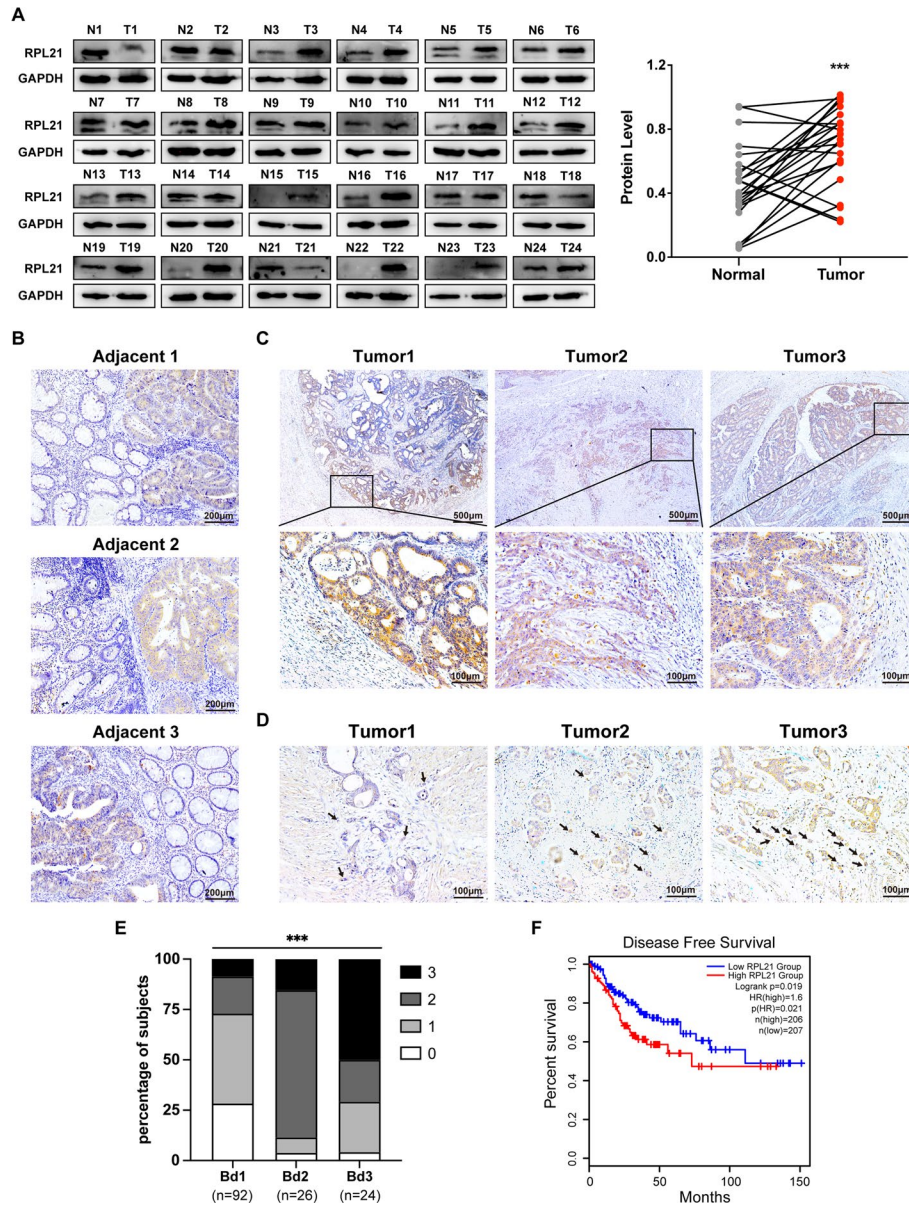 A
N1 T1 N2 T2 N3 T3 N4 T4 N5 T5 N6 T6
RPL21
GAPDH
N7 T7 N8 T8 N9 T9 N10 T10 N11 T11 N12 T12
RPL21
GAPDH
N13 T13 N14 T14 N15 T15 N16 T16 N17 T17 N18 T18
RPL21
GAPDH
N19 T19 N20 T20 N21 T21 N22 T22 N23 T23 N24 T24
RPL21
GAPDH
Protein Level
1.2
0.8
0.4
0.0
***
Normal Tumor
B
Adjacent 1
200μm
Adjacent 2
200μm
Adjacent 3
200μm
C
Tumor1 Tumor2 Tumor3
500μm 500μm 500μm
100μm 100μm 100μm
D
Tumor1 Tumor2 Tumor3
100μm 100μm 100μm
E
percentage of subjects
100
75
50
25
0
***
3
2
1
0
Bd1 Bd2 Bd3
(n=92) (n=26) (n=24)
F
Disease Free Survival
Low RPL21 Group
High RPL21 Group
Logrank p=0.019
HR(high)=1.6
p(HR)=0.021
n(high)=206
n(low)=207
Percent survival
1.0
0.8
0.6
0.4
0.2
0.0
0 50 100 150
Months